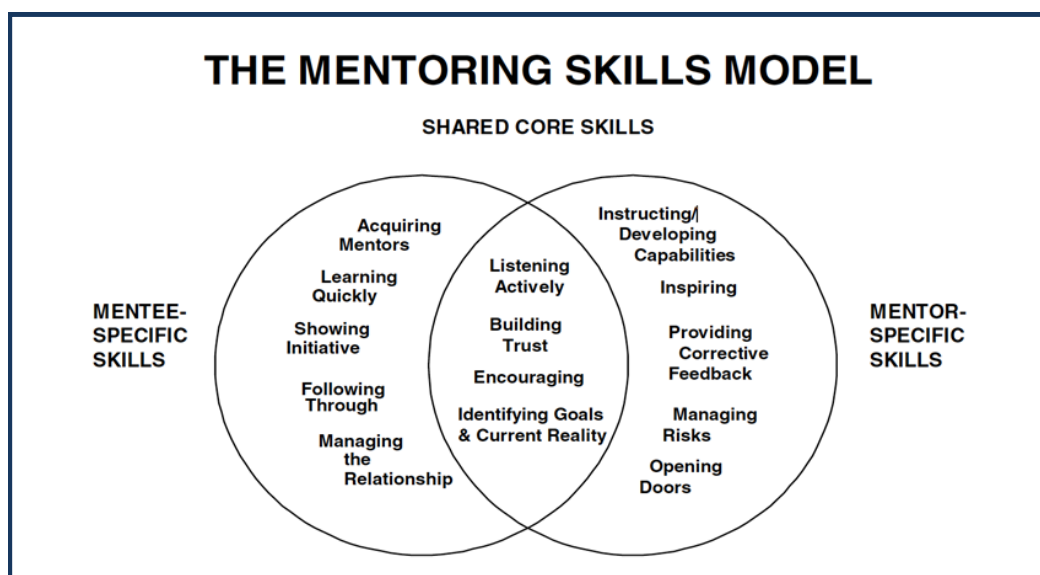 THE MENTORING SKILLS MODEL
SHARED CORE SKILLS
MENTEE-
SPECIFIC
SKILLS
Acquiring
Mentors
Learning
Quickly
Showing
Initiative
Following
Through
Managing
the
Relationship
Listening
Actively
Building
Trust
Encouraging
Identifying Goals
& Current Reality
Instructing/
Developing
Capabilities
Inspiring
Providing
Corrective
Feedback
Managing
Risks
Opening
Doors
MENTOR-
SPECIFIC
SKILLS